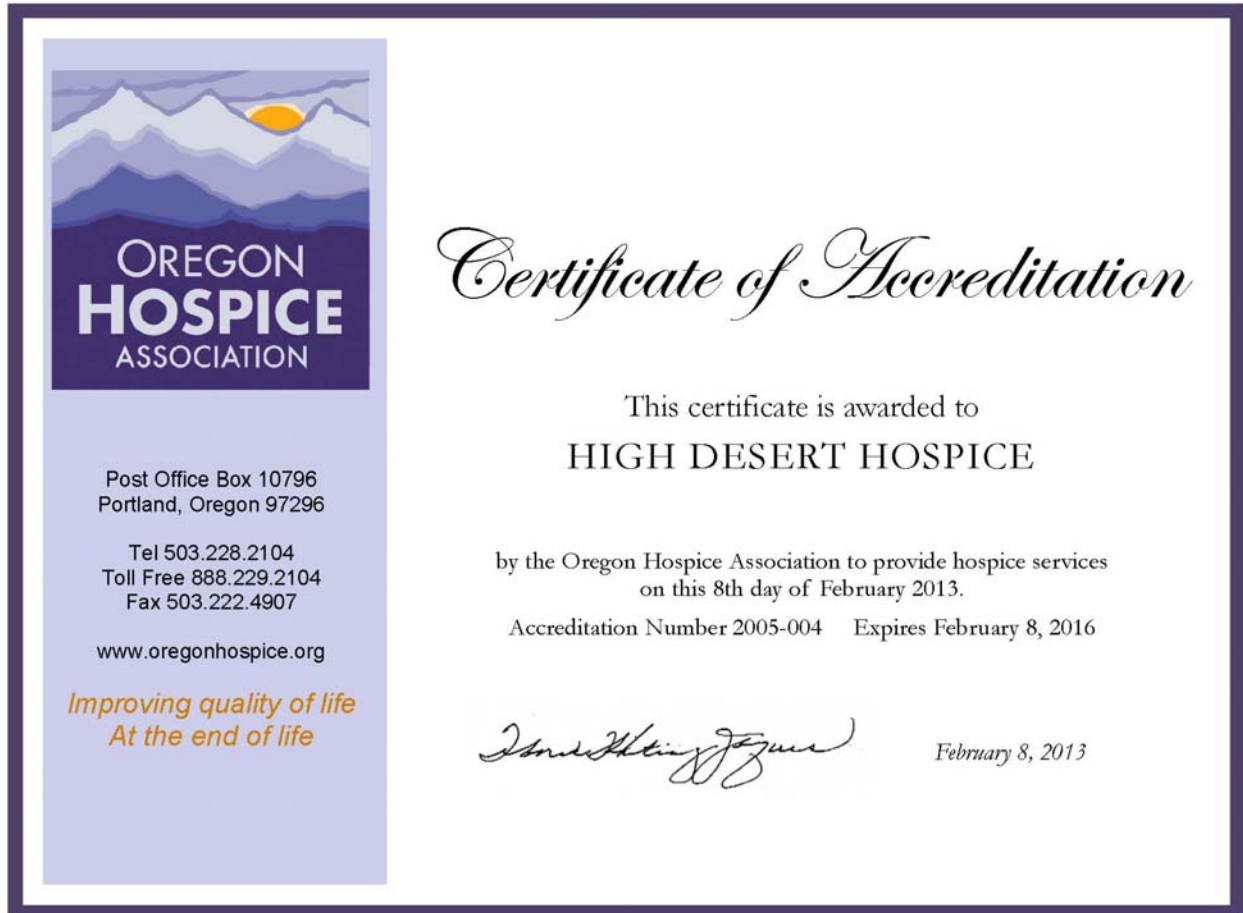 OREGON
HOSPICE
ASSOCIATION
Post Office Box 10796
Portland, Oregon 97296
Tel 503.228.2104
Toll Free 888.229.2104
Fax 503.222.4907
www.oregonhospice.org
Improving quality of life
At the end of life
Certificate of Accreditation
This certificate is awarded to
HIGH DESERT HOSPICE
by the Oregon Hospice Association to provide hospice services
on this 8th day of February 2013.
Accreditation Number 2005-004 Expires February 8, 2016
February 8, 2013